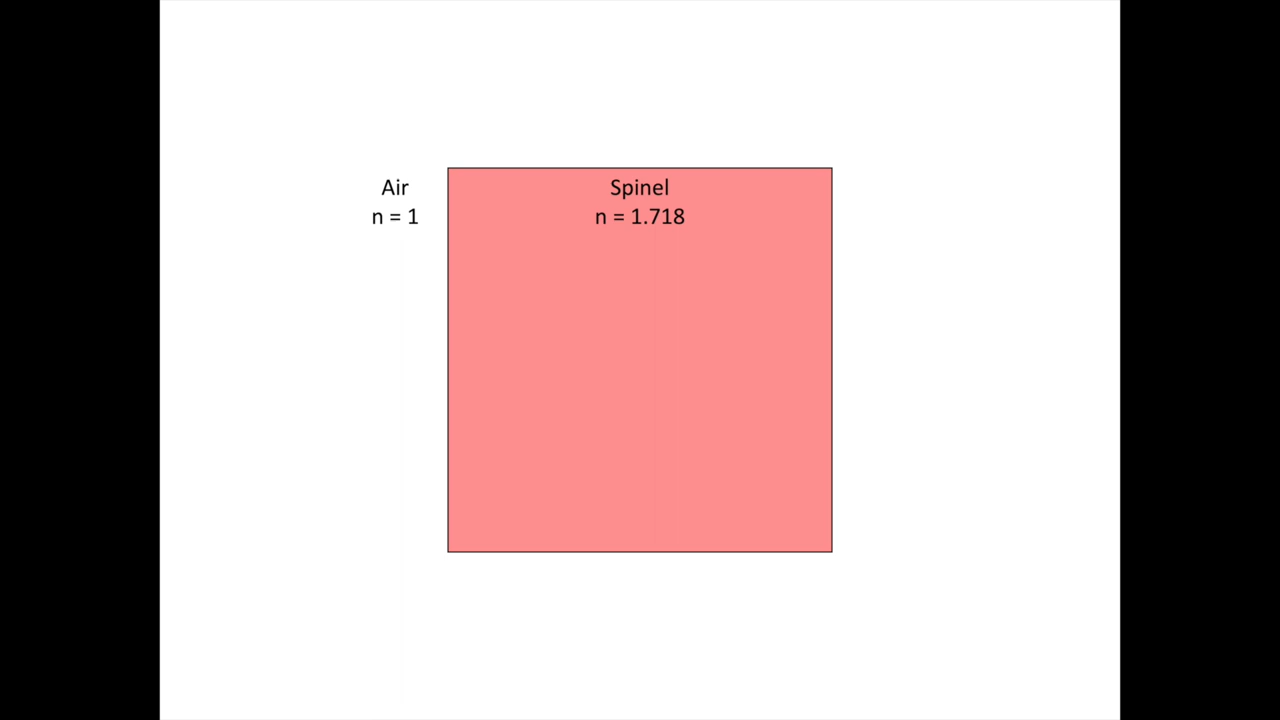 Air
n = 1
Spinel
n = 1.718